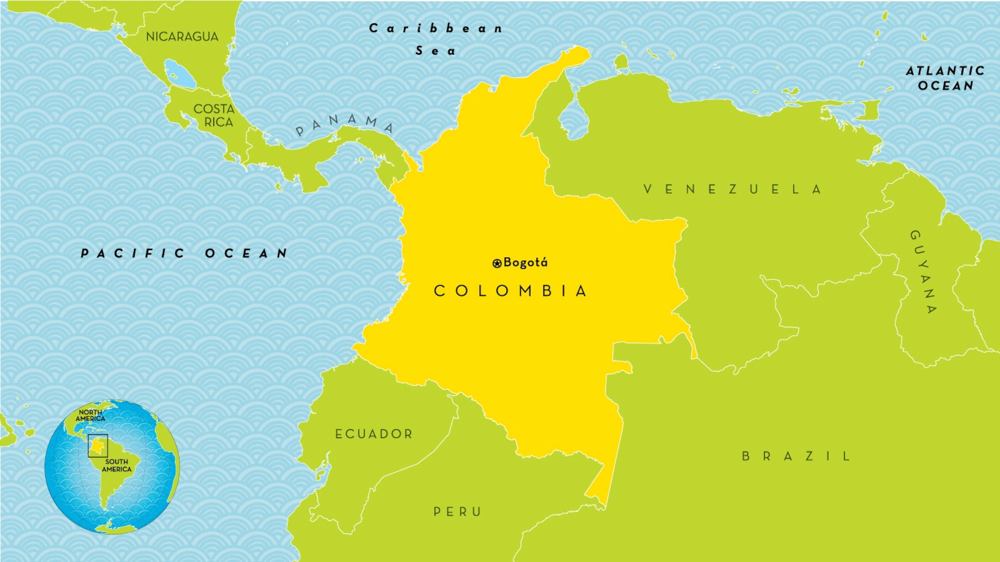 Caribbean
Sea
NICARAGUA
ATLANTIC
OCEAN
COSTA
RICA
PANAMA
VENEZUELA
GUYANA
PACIFIC OCEAN
Bogotá
COLOMBIA
NORTH
AMERICA
SOUTH
AMERICA
ECUADOR
BRAZIL
PERU